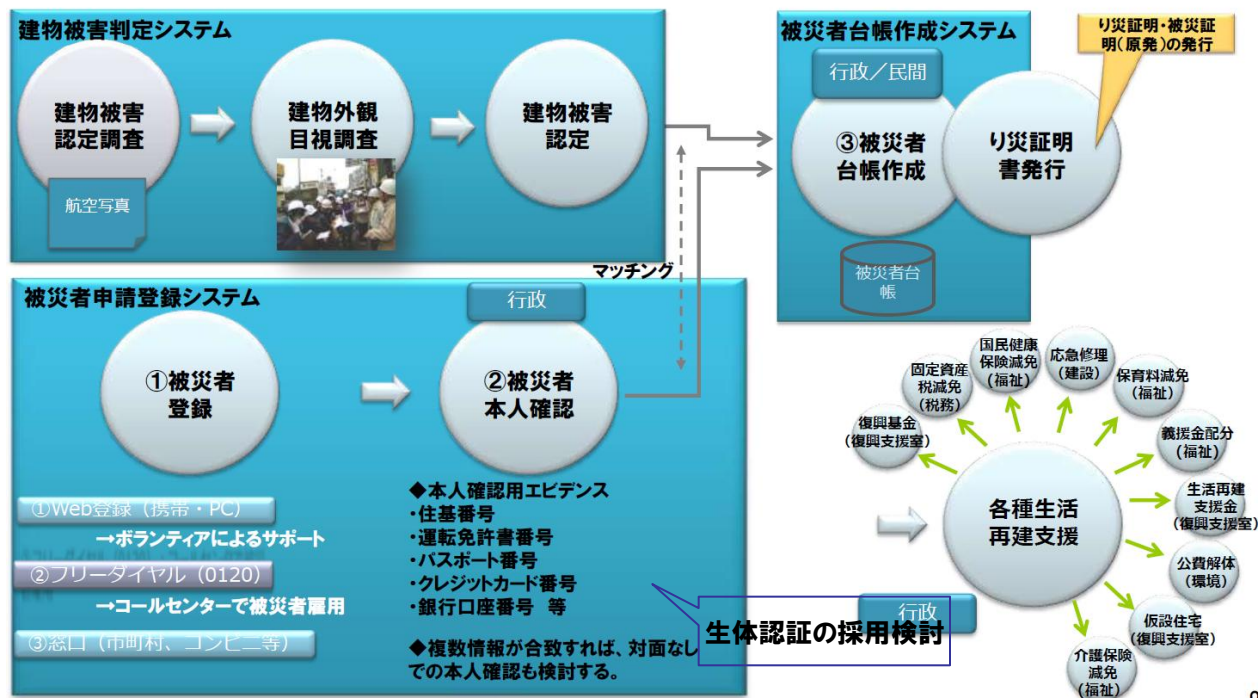 建物被害判定システム
建物被害
認定調査
航空写真
建物外観
目視調査
建物被害
認定
被災者台帳作成システム
行政／民間
③被災者
台帳作成
り災証明
書発行
り災証明・被災証
明(原発)の発行
被災者台
帳
マッチング
被災者申請登録システム
①被災者
登録
行政
②被災者
本人確認
①Web登録（携帯・PC）
→ボランティアによるサポート
②フリーダイヤル（0120）
→コールセンターで被災者雇用
③窓口（市町村、コンビニ等）
◆本人確認用エビデンス
・住基番号
・運転免許書番号
・パスポート番号
・クレジットカード番号
・銀行口座番号 等
◆複数情報が合致すれば、対面なし
での本人確認も検討する。
生体認証の採用検討
行政
各種生活
再建支援
復興基金
(復興支援室)
固定資産
税減免
(税務)
国民健康
保険減免
(福祉)
応急修理
(建設)
保育料減免
(福祉)
義援金配分
(福祉)
生活再建
支援金
(復興支援室)
公費解体
(環境)
仮設住宅
(復興支援室)
介護保険
減免
(福祉)